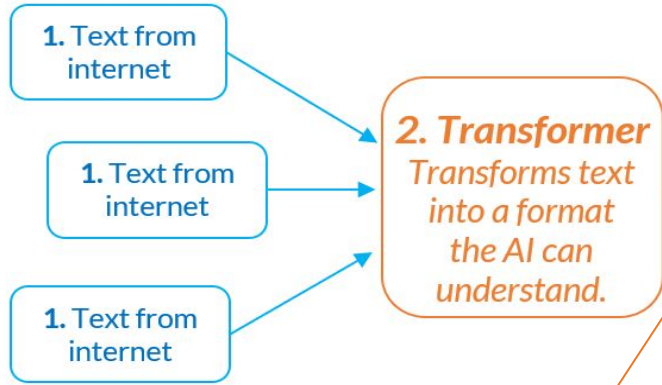 1. Text from
internet
1. Text from
internet
1. Text from
internet
2. Transformer
Transforms text
into a format
the AI can
understand.